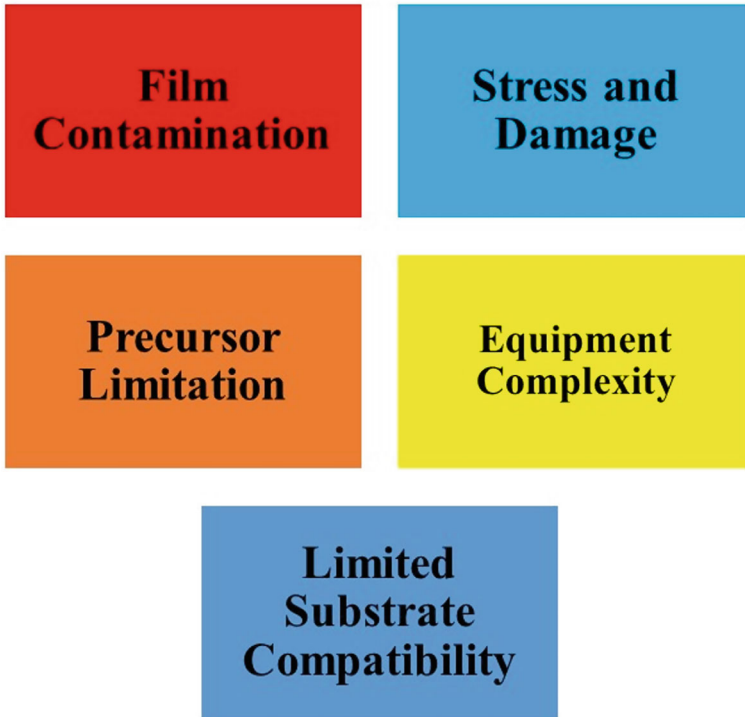 Film
Contamination
Stress and
Damage
Precursor
Limitation
Equipment
Complexity
Limited
Substrate
Compatibility